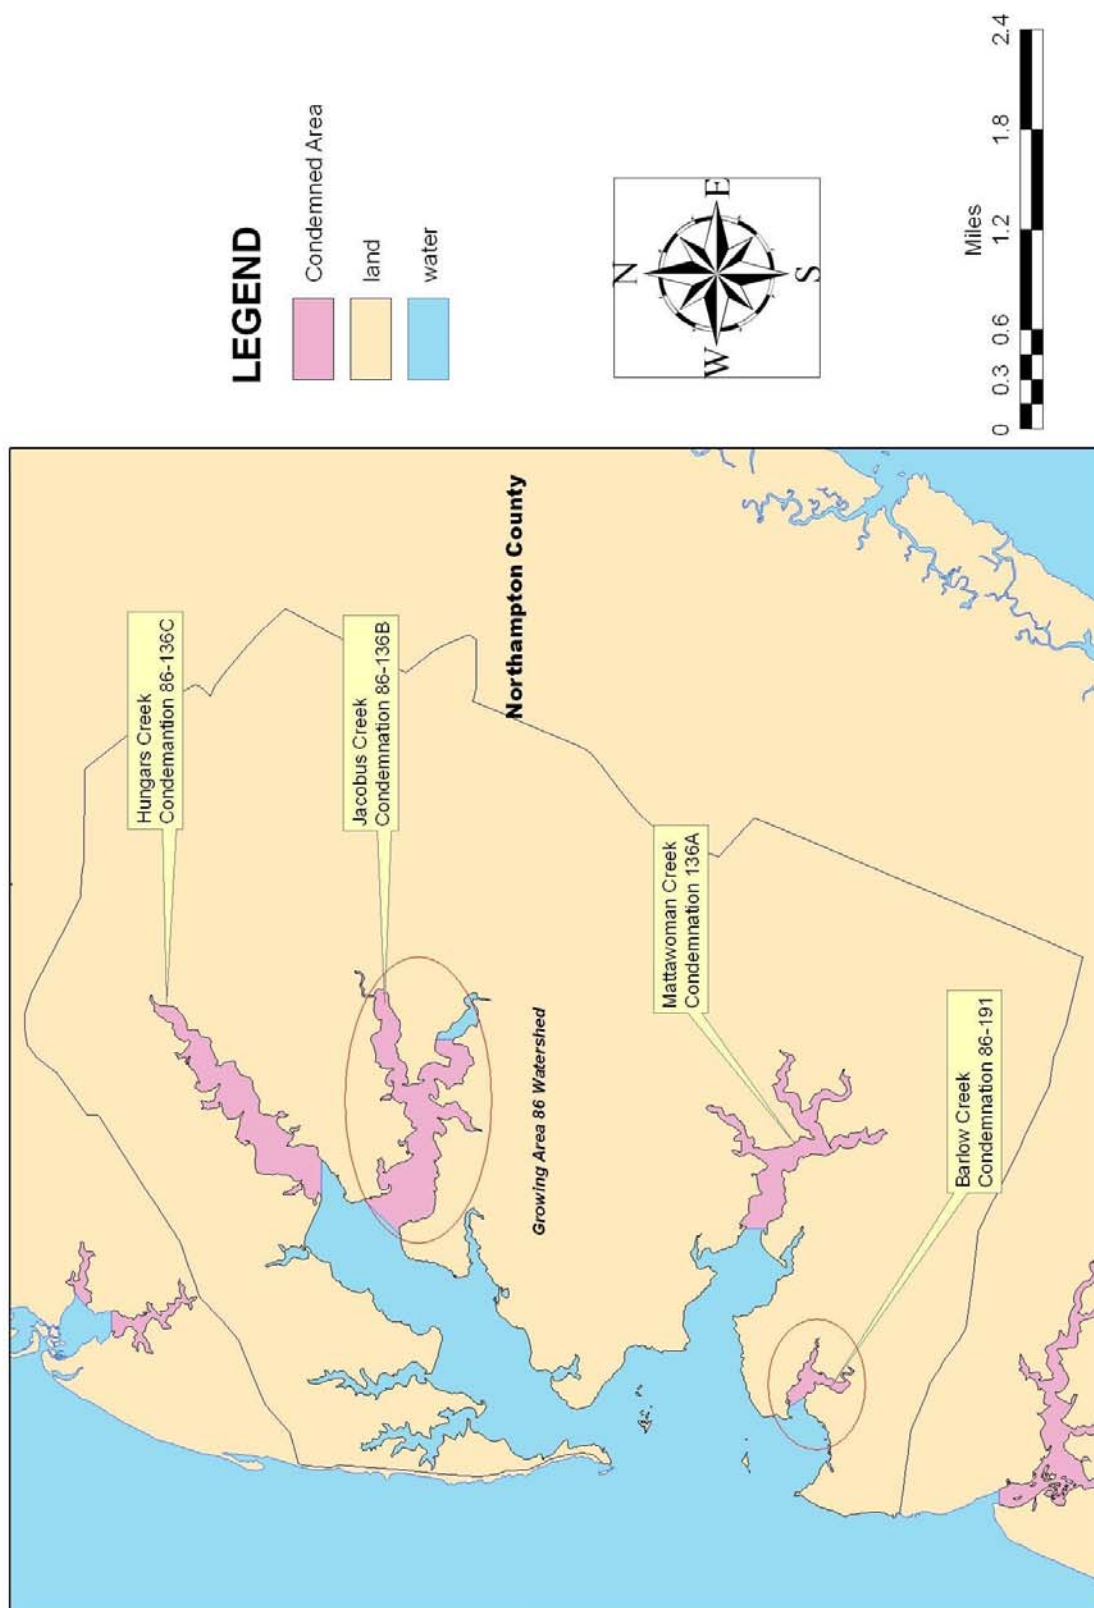 LEGEND
Condemned Area
land
water
N
W
E
S
Miles
0 0.3 0.6 1.2 1.8 2.4
Hungars Creek
Condemantion 86-136C
Jacobus Creek
Condemnation 86-136B
Northampton County
Growing Area 86 Watershed
Mattawoman Creek
Condemnation 136A
Barlow Creek
Condemnation 86-191